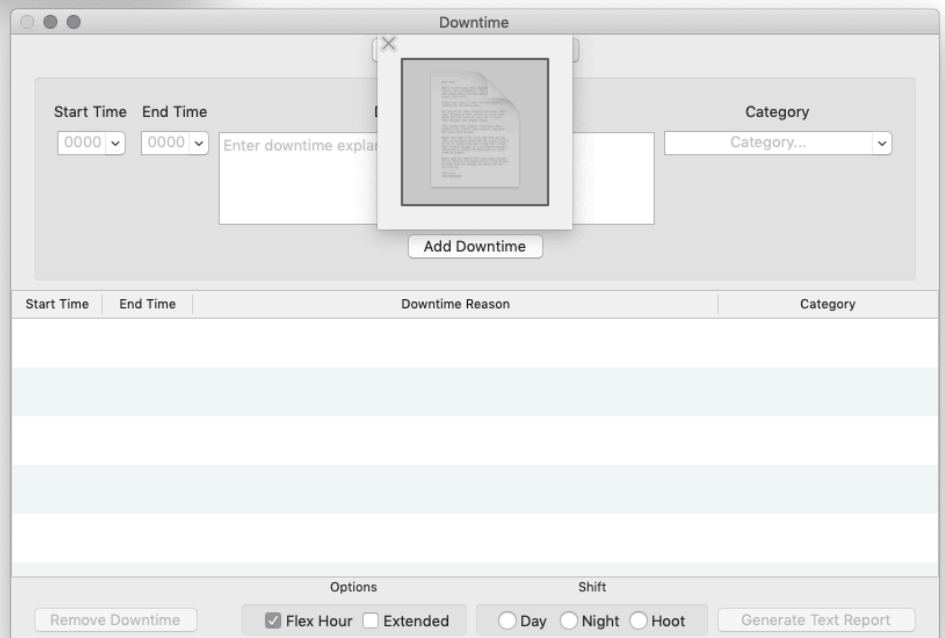 Downtime
Start Time End Time Category
0000 0000 Enter downtime Category...
Add Downtime
Start Time End Time Downtime Reason Category
Options Shift
Remove Downtime Flex Hour Extended Day Night Hoot Generate Text Report